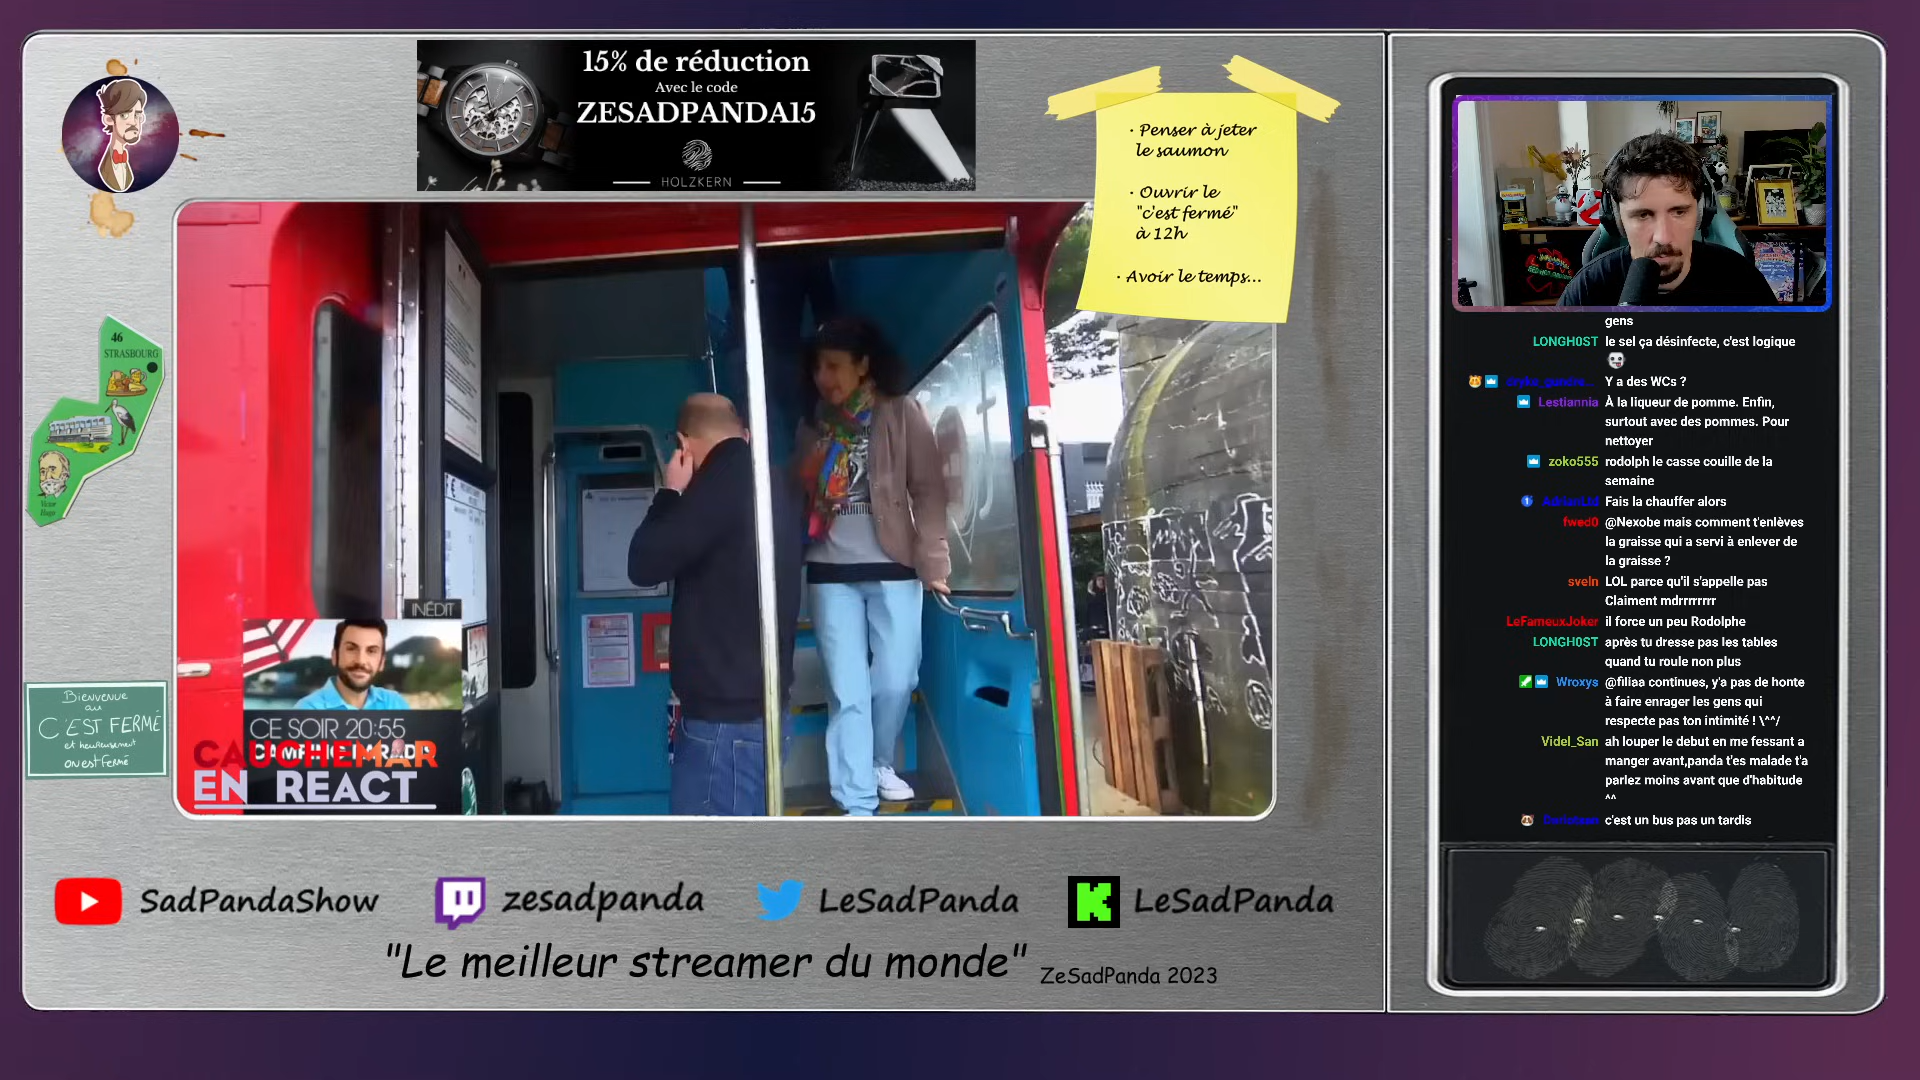 15% de réduction
Avec le code
ZESADPANDA15
HOLZKERN
· Penser à jeter
le saumon
· Ouvrir le
"c'est fermé"
à 12h
· Avoir le temps...
46
STRASBOURG
Victor
Hugo
Bienvenue
au
C'EST FERMÉ
et heureusement
on est fermé
INÉDIT
CE SOIR 20:55
CAMPING PARADIS
CAUCHEMAR
EN REACT
gens
LONGH0ST le sel ça désinfecte, c'est logique
Y a des WCs ?
Lestiannia À la liqueur de pomme. Enfin,
surtout avec des pommes. Pour
nettoyer
zoko555 rodolph le casse couille de la
semaine
AdrianLtd Fais la chauffer alors
fwed0 @Nexobe mais comment t'enlèves
la graisse qui a servi à enlever de
la graisse ?
sveln LOL parce qu'il s'appelle pas
Claiment mdrrrrrrr
LeFameuxJoker il force un peu Rodolphe
LONGH0ST après tu dresse pas les tables
quand tu roule non plus
Wroxys @filiaa continues, y'a pas de honte
à faire enrager les gens qui
respecte pas ton intimité ! \^^/
Videl_San ah louper le debut en me fessant a
manger avant,panda t'es malade t'a
parlez moins avant que d'habitude
^^
c'est un bus pas un tardis
SadPandaShow
zesadpanda
LeSadPanda
LeSadPanda
"Le meilleur streamer du monde"
ZeSadPanda 2023